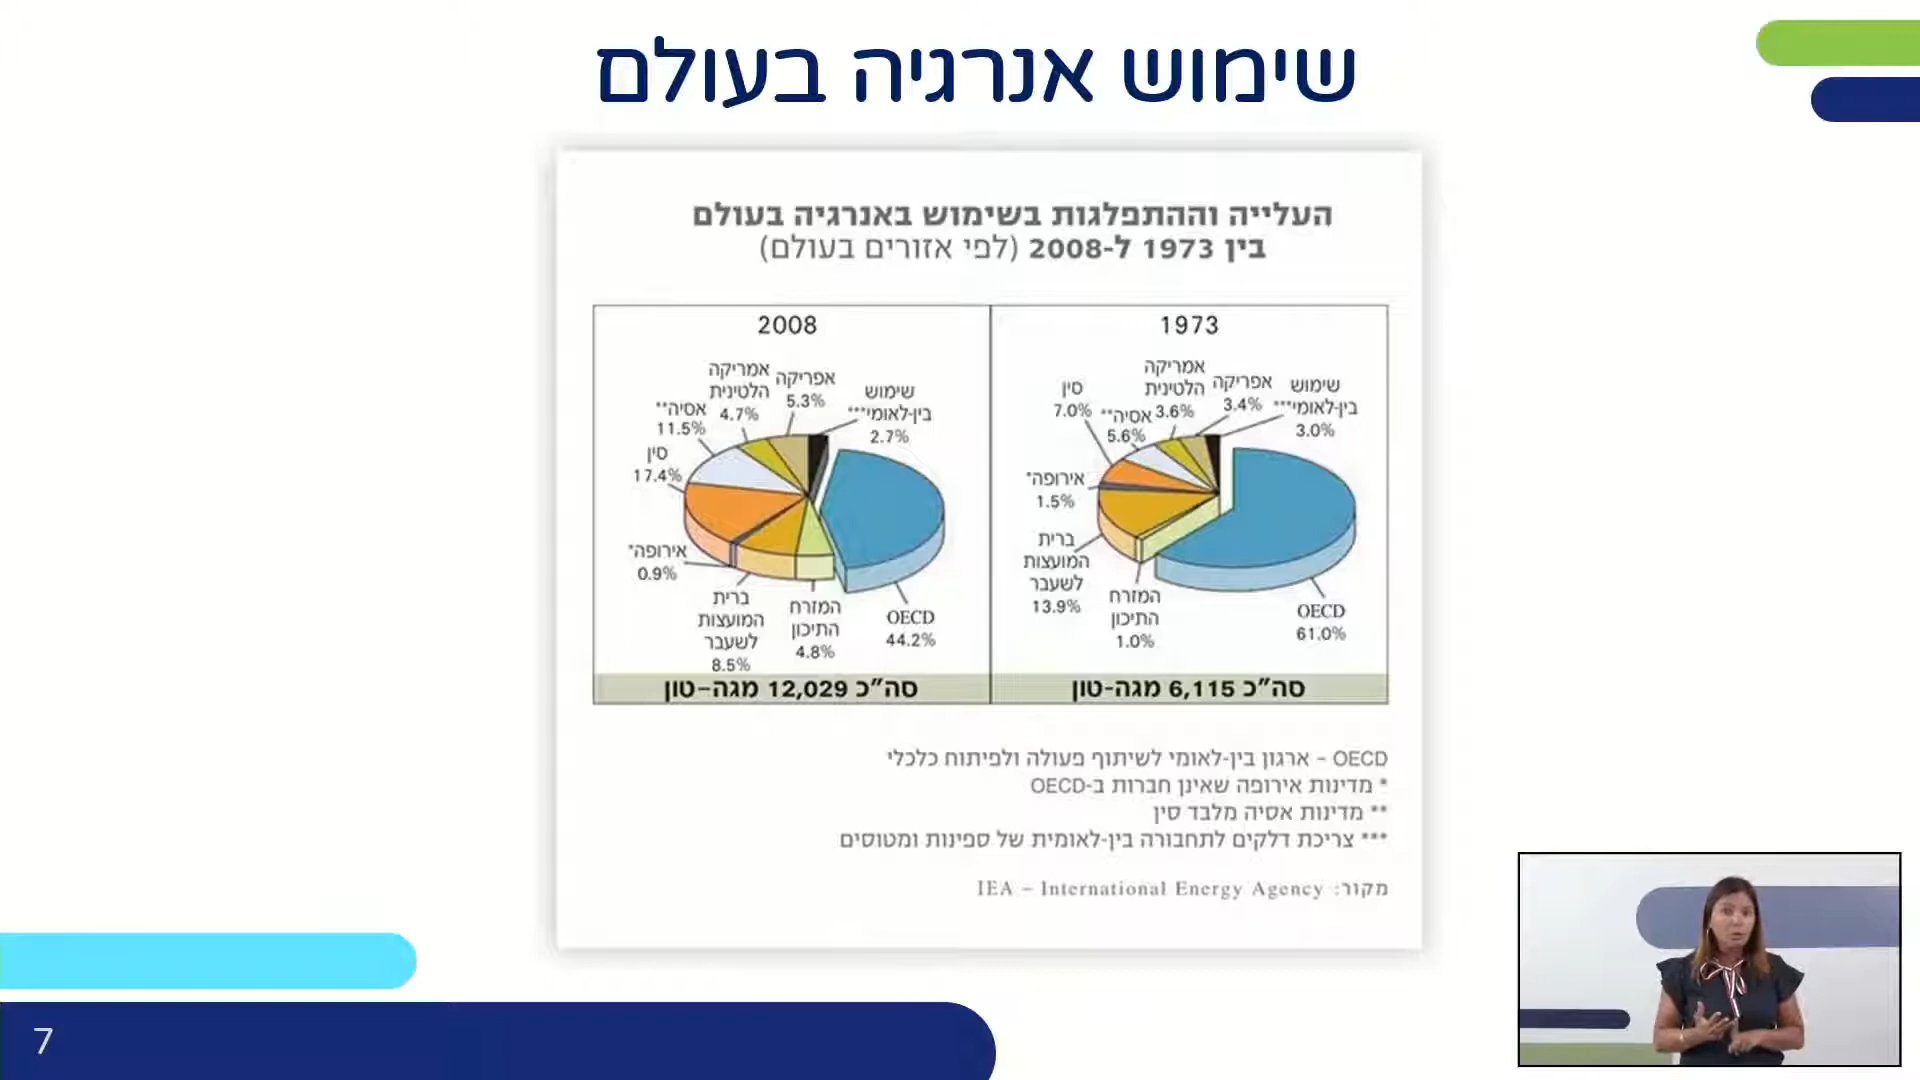 שימוש אנרגיה בעולם
העלייה וההתפלגות בשימוש באנרגיה בעולם
בין 1973 ל-2008 (לפי אזורים בעולם)
1973
שימוש
בין-לאומי***
3.0%
אפריקה
3.4%
אמריקה
הלטינית
3.6%
אסיה**
5.6%
סין
7.0%
אירופה*
1.5%
ברית
המועצות
לשעבר
13.9%
המזרח
התיכון
1.0%
OECD
61.0%
סה"כ 6,115 מגה-טון
2008
שימוש
בין-לאומי***
2.7%
אפריקה
5.3%
אמריקה
הלטינית
4.7%
אסיה**
11.5%
סין
17.4%
אירופה*
0.9%
ברית
המועצות
לשעבר
8.5%
המזרח
התיכון
4.8%
OECD
44.2%
סה"כ 12,029 מגה-טון
OECD – ארגון בין-לאומי לשיתוף פעולה ולפיתוח כלכלי
* מדינות אירופה שאינן חברות ב-OECD
** מדינות אסיה מלבד סין
*** צריכת דלקים לתחבורה בין-לאומית של ספינות ומטוסים
מקור: IEA – International Energy Agency
7